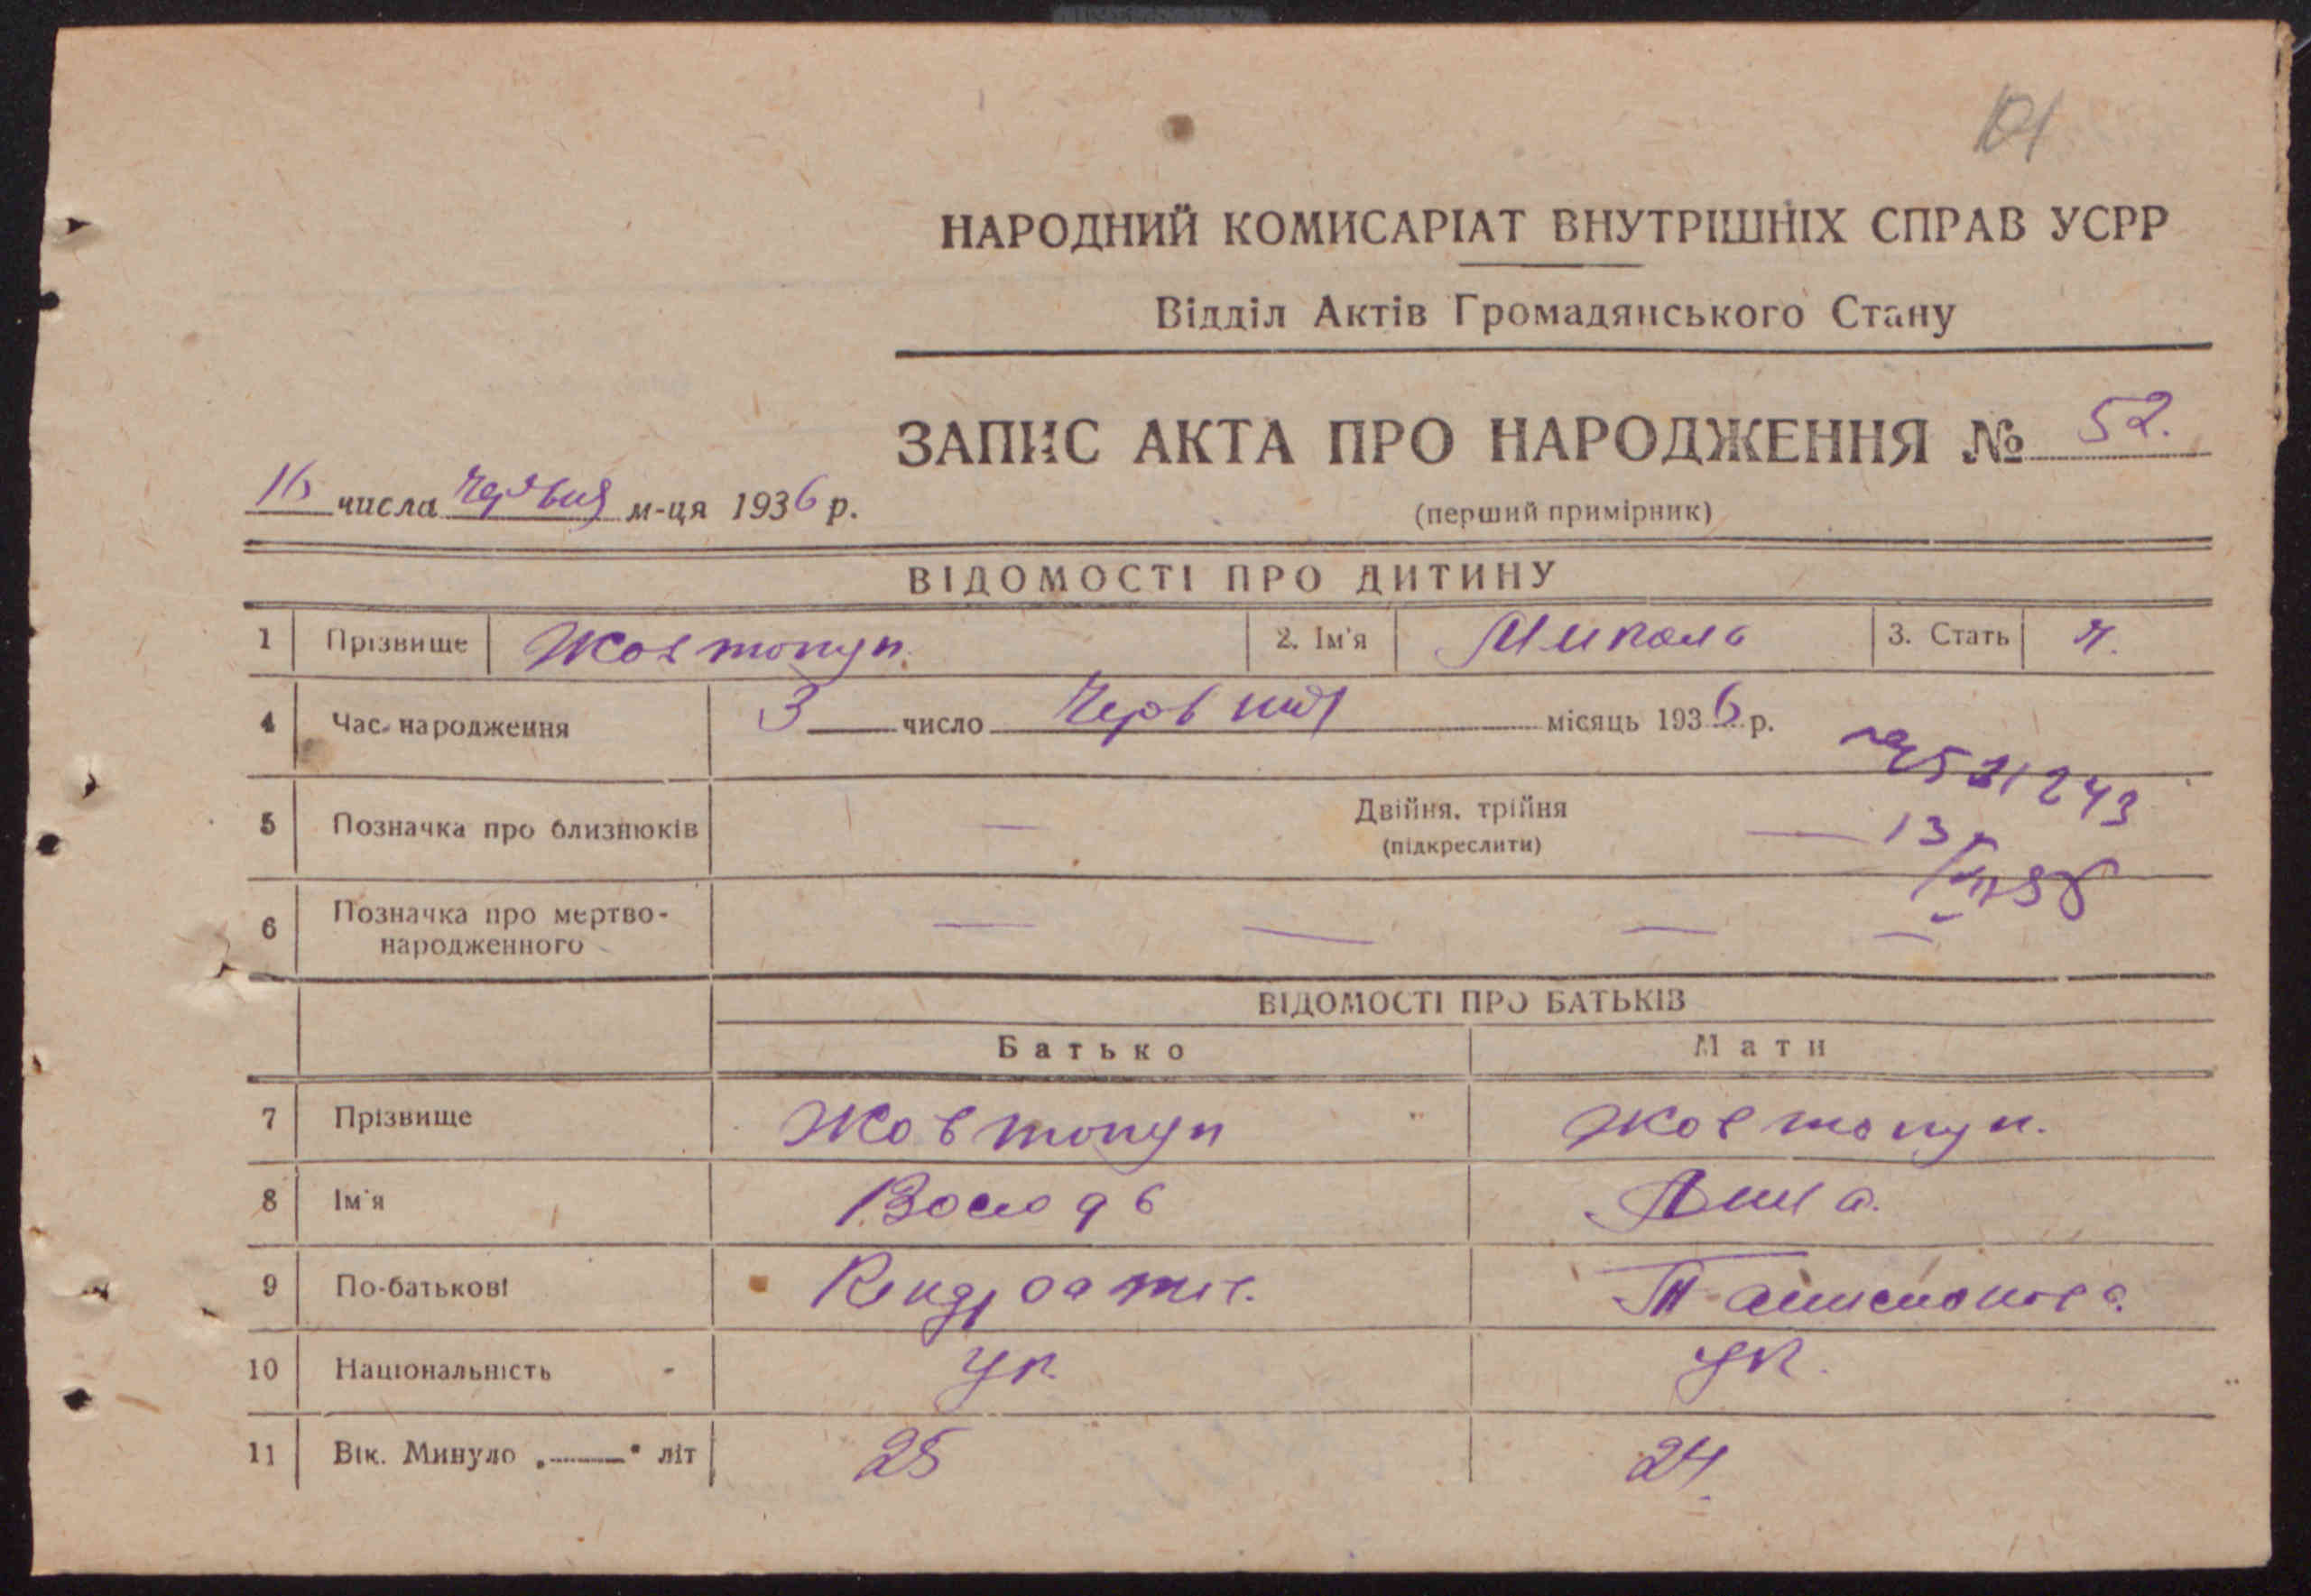 101
НАРОДНИЙ КОМИСАРІАТ ВНУТРІШНІХ СПРАВ УСРР
Відділ Актів Громадянського Стану
ЗАПИС АКТА ПРО НАРОДЖЕННЯ № 52.
16 числа Червня м-ця 1936 р.
(перший примірник)
ВІДОМОСТІ ПРО ДИТИНУ
1 Прізвище Жовтопуп. 2. Ім'я Микола 3. Стать Ч.
4 Час народження 3 число Червня місяць 1936 р.
5 Позначка про близнюків — Двійня, трійня —
(підкреслити)
6 Позначка про мертво-
народженного — — — —
ВІДОМОСТІ ПРО БАТЬКІВ
Батько Мати
7 Прізвище Жовтопуп Жовтопуп.
8 Ім'я Анна.
9 По-батькові
10 Національність Ук. Ук.
11 Вік. Минуло „——" літ 25 24.